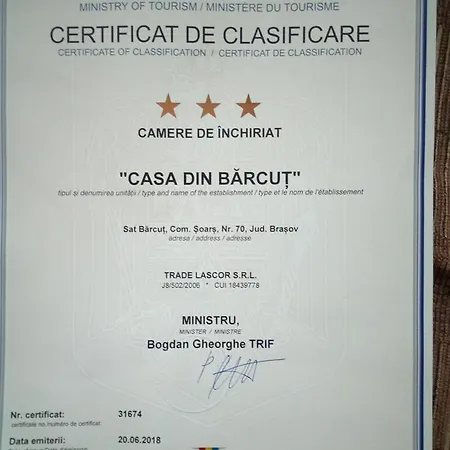 MINISTRY OF TOURISM / MINISTÈRE DU TOURISME
CERTIFICAT DE CLASIFICARE
CERTIFICATE OF CLASSIFICATION / CERTIFICAT DE CLASSIFICATION
CAMERE DE ÎNCHIRIAT
"CASA DIN BĂRCUȚ"
tipul și denumirea unității / type and name of the establishment / type et le nom de l'établissement
Sat Bărcuț, Com. Șoarș, Nr. 70, Jud. Brașov
adresa / address / adresse
TRADE LASCOR S.R.L.
J8/502/2006 * CUI 18439778
MINISTRU,
MINISTER / MINISTRE
Bogdan Gheorghe TRIF
Nr. certificat: 31674
certificate no./numéro de certificat
Data emiterii: 20.06.2018